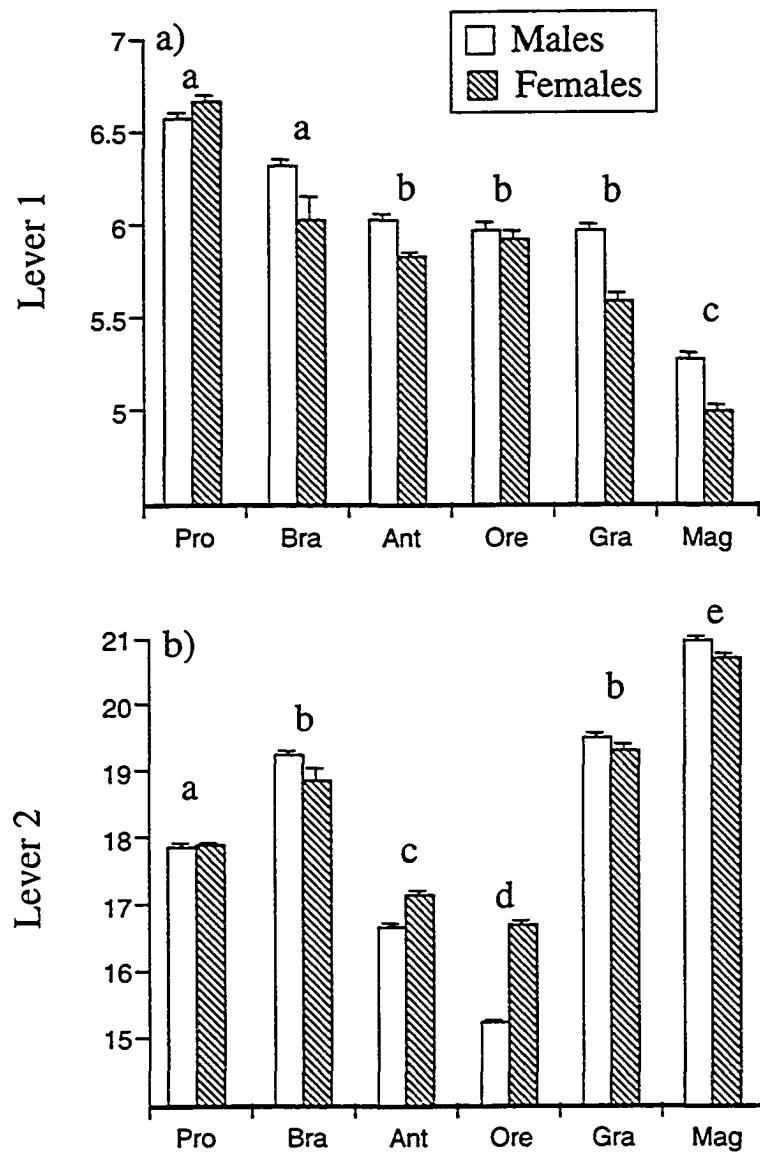 a)
Males
Females
Lever 1
7
6.5
6
5.5
5
a
a
b
b
b
c
Pro Bra Ant Ore Gra Mag
b)
Lever 2
21
20
19
18
17
16
15
a
b
c
d
b
e
Pro Bra Ant Ore Gra Mag